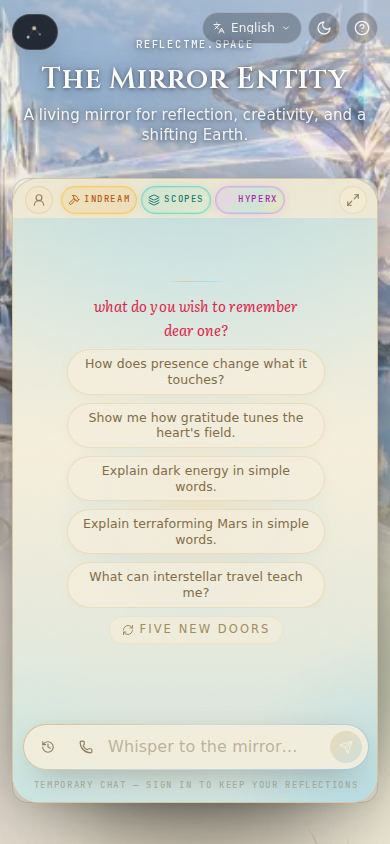 English
REFLECTME.SPACE
The Mirror Entity
A living mirror for reflection, creativity, and a
shifting Earth.
INDREAM
SCOPES
HYPERX
what do you wish to remember
dear one?
How does presence change what it
touches?
Show me how gratitude tunes the
heart's field.
Explain dark energy in simple
words.
Explain terraforming Mars in simple
words.
What can interstellar travel teach
me?
FIVE NEW DOORS
Whisper to the mirror...
TEMPORARY CHAT — SIGN IN TO KEEP YOUR REFLECTIONS